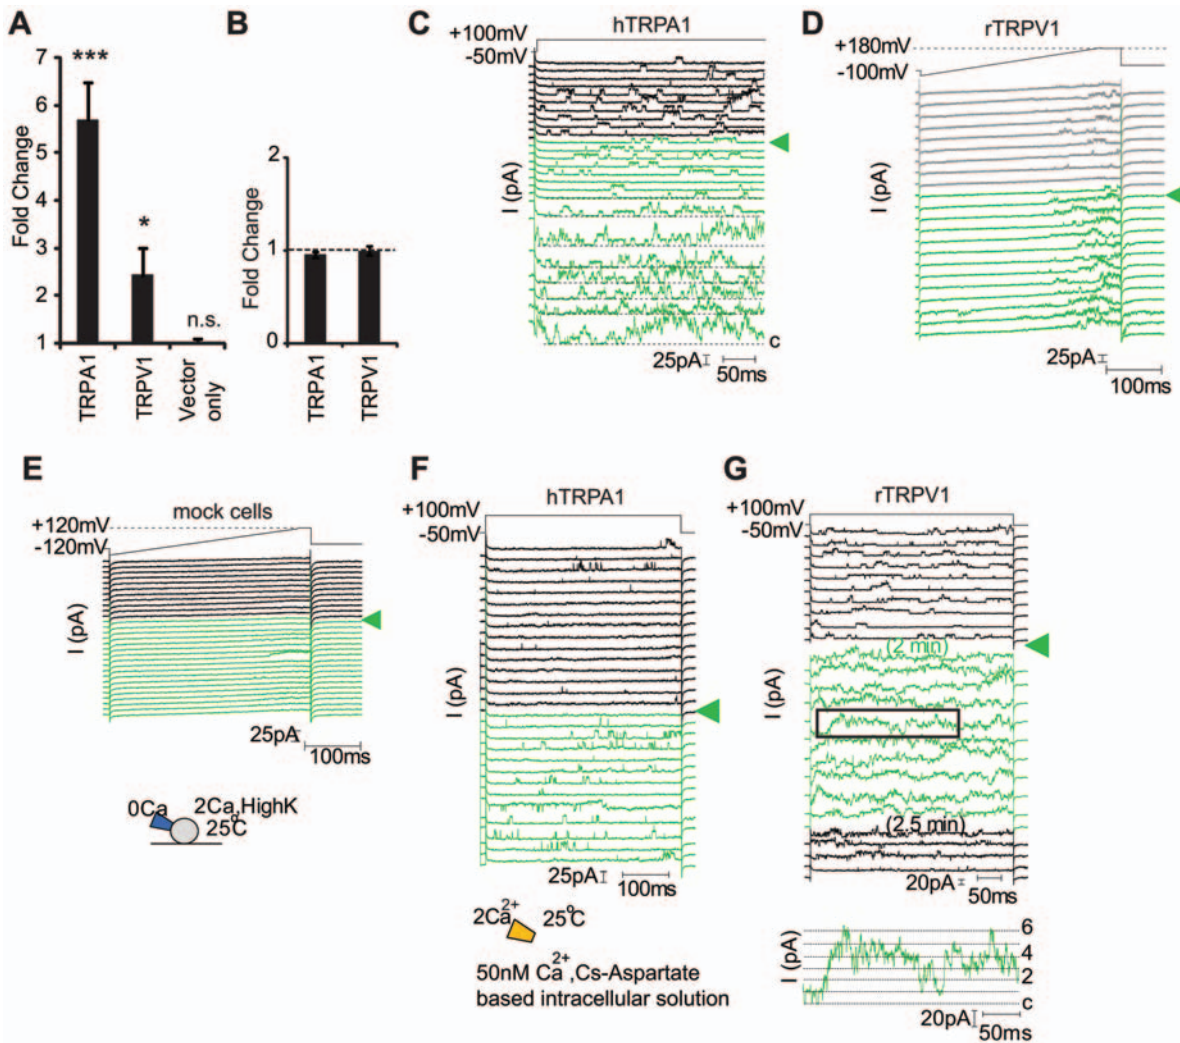 A
7
6
5
4
3
2
1
Fold Change
***
*
n.s.
TRPA1
TRPV1
Vector
only
B
2
1
0
Fold Change
TRPA1
TRPV1
C
hTRPA1
+100mV
-50mV
I (pA)
c
25pA
50ms
D
rTRPV1
+180mV
-100mV
I (pA)
25pA
100ms
E
mock cells
+120mV
-120mV
I (pA)
25pA
100ms
0Ca
2Ca,HighK
25°C
F
hTRPA1
+100mV
-50mV
I (pA)
25pA
100ms
2Ca2+
25°C
50nM Ca2+,Cs-Aspartate
based intracellular solution
G
rTRPV1
+100mV
-50mV
I (pA)
(2 min)
(2.5 min)
20pA
50ms
I (pA)
6
4
2
c
20pA
50ms